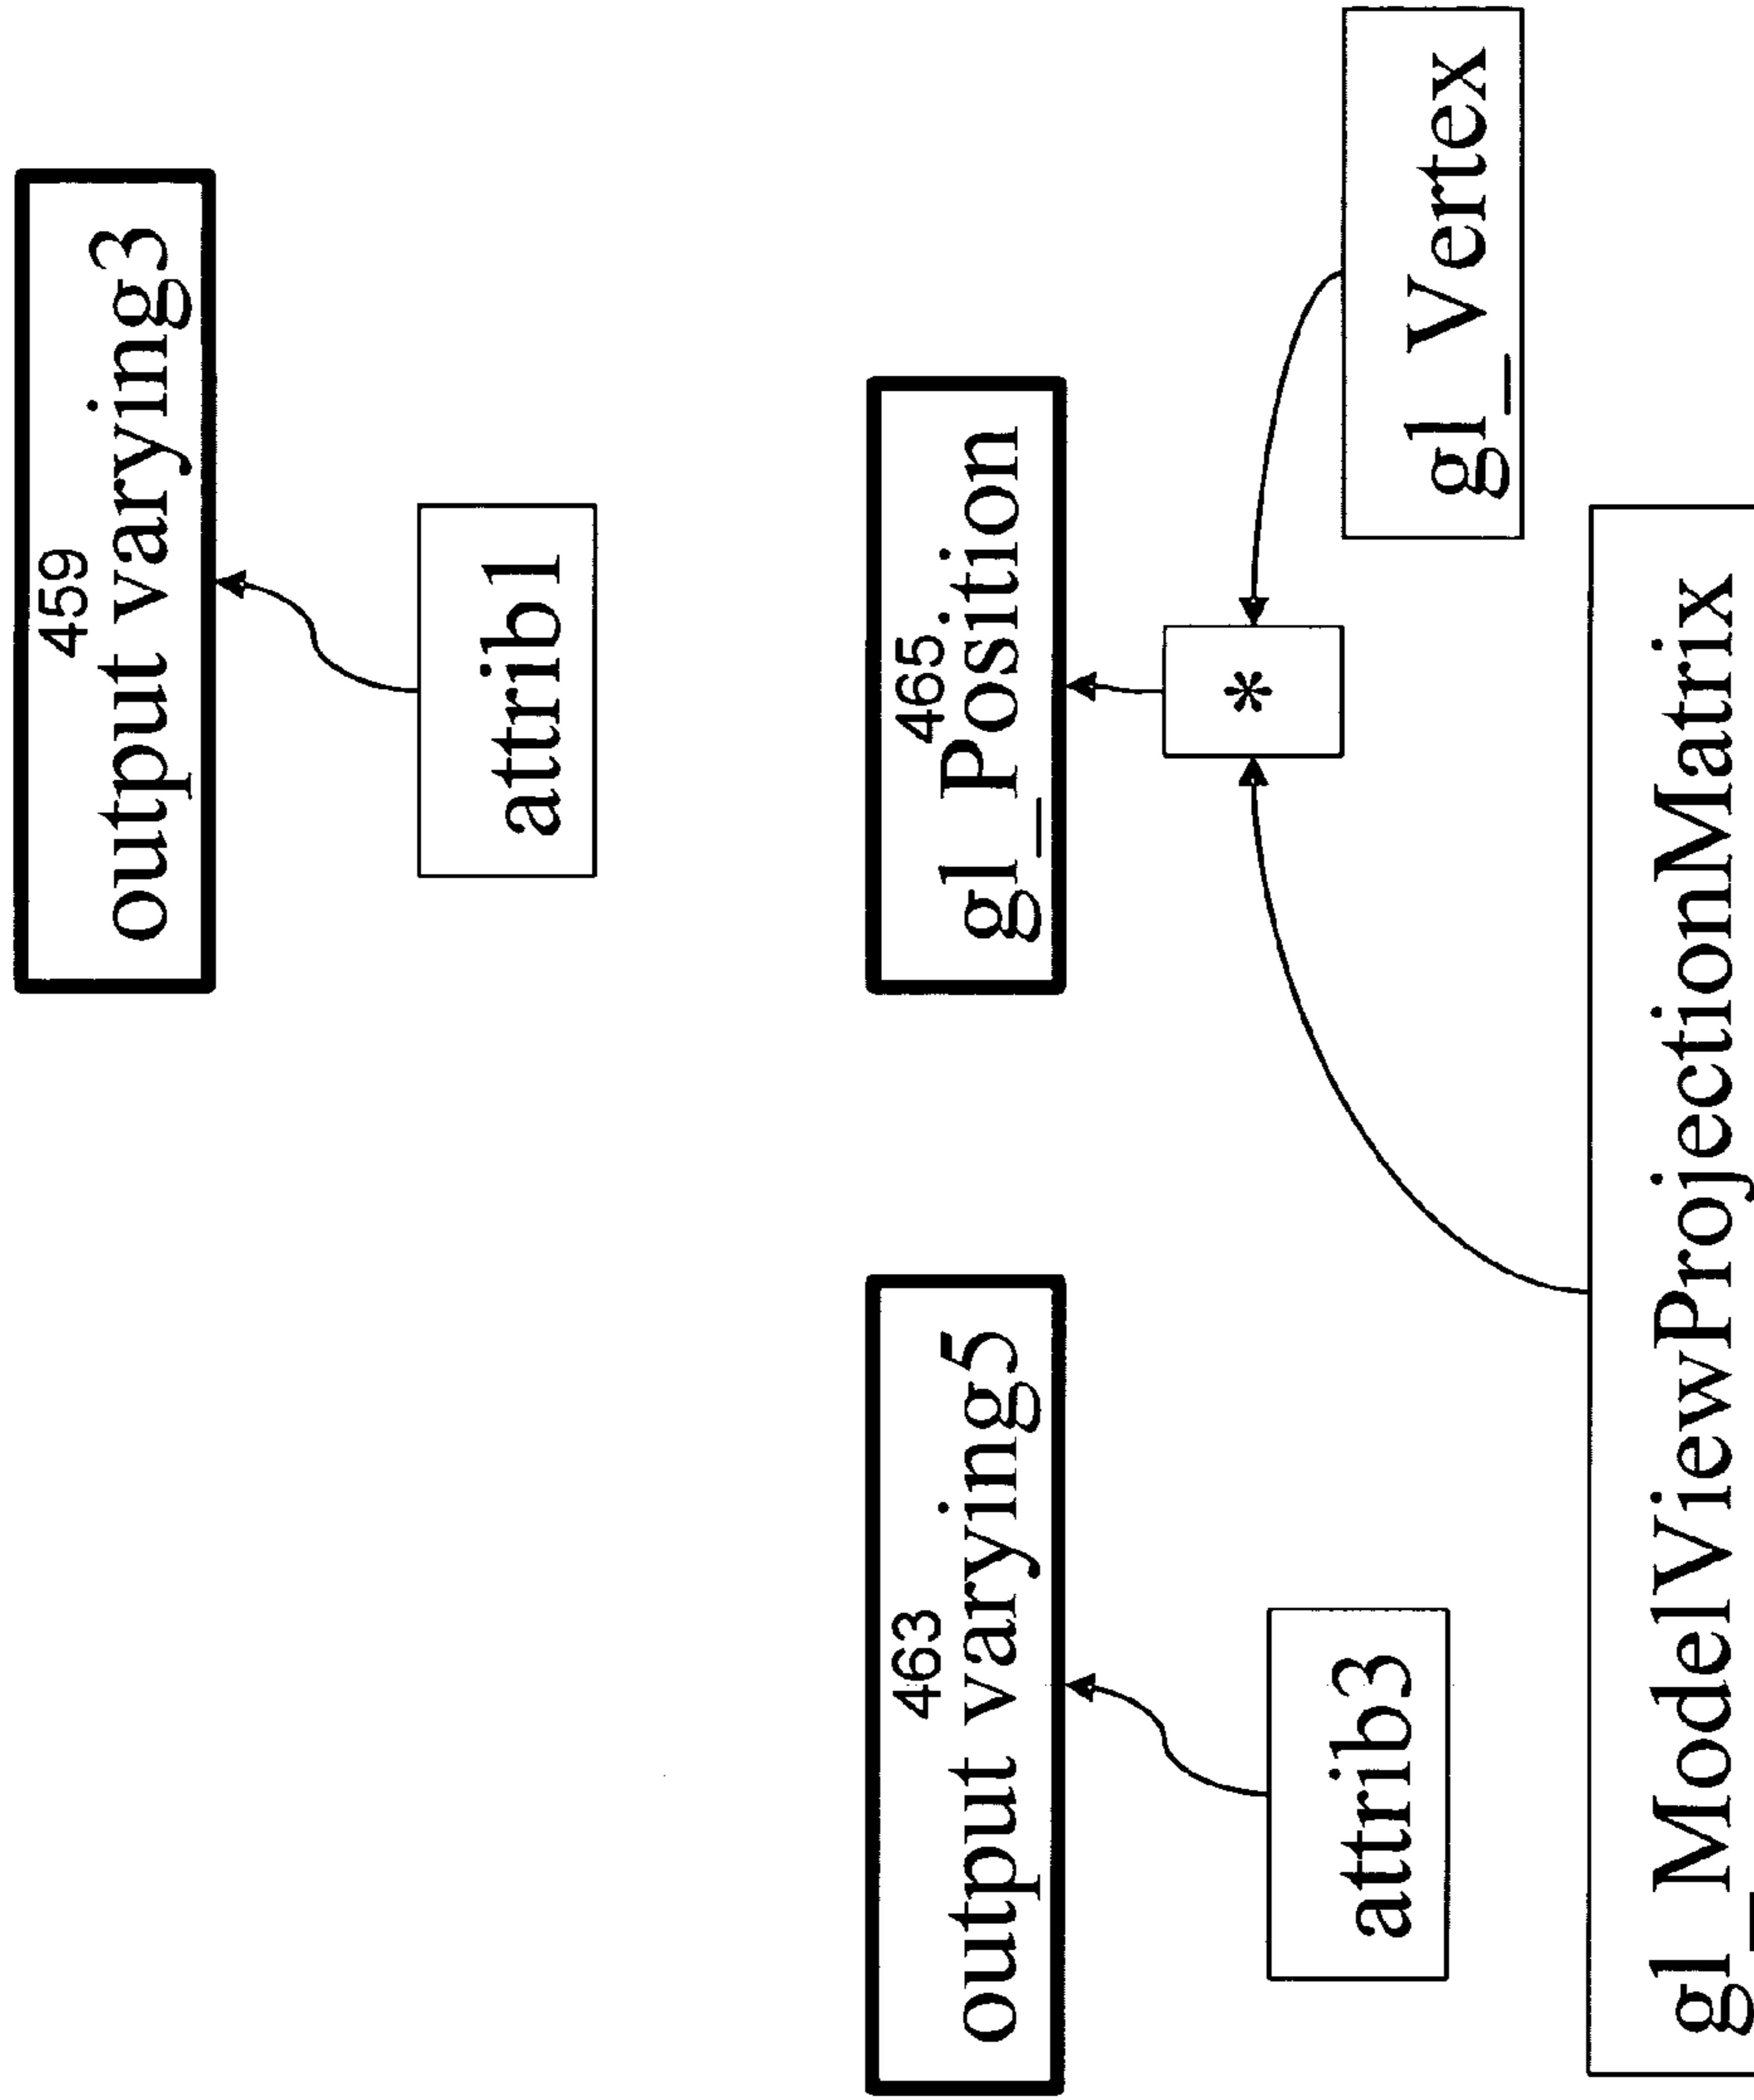 459
output varying3
attrib1
463
output varying5
attrib3
465
gl_Position
*
gl_Vertex
gl_ModelViewProjectionMatrix